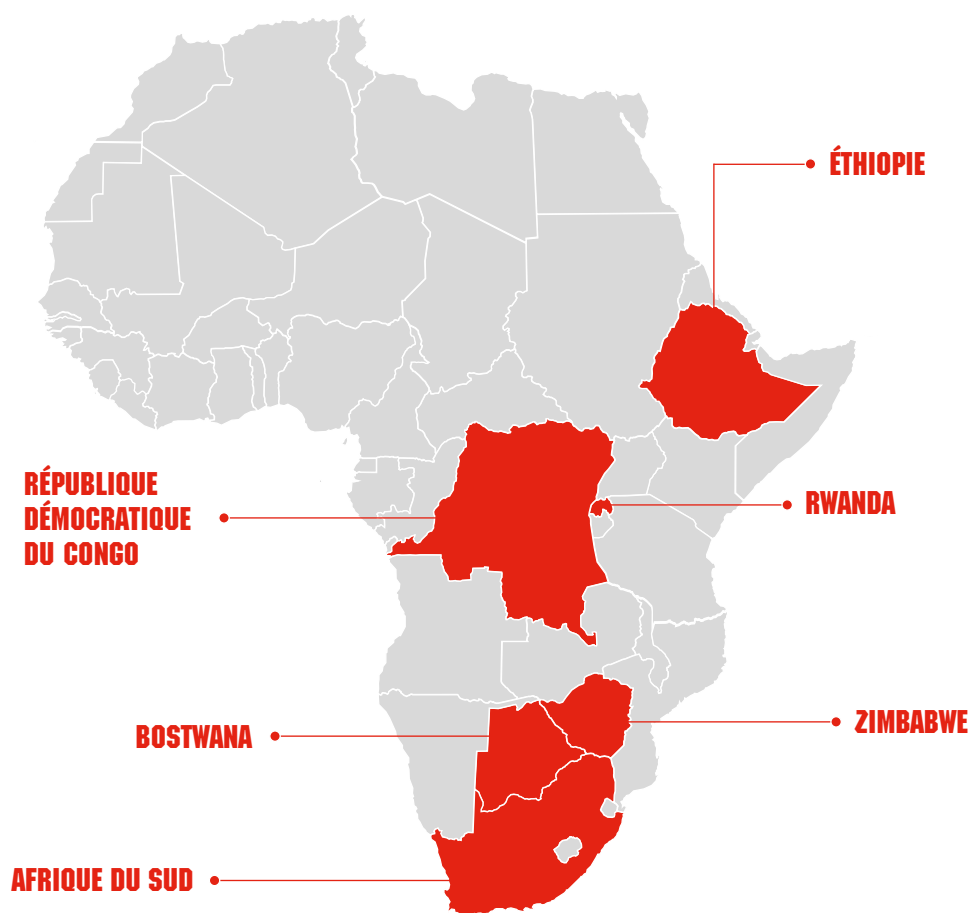 ÉTHIOPIE
RÉPUBLIQUE
DÉMOCRATIQUE
DU CONGO
RWANDA
BOSTWANA
ZIMBABWE
AFRIQUE DU SUD